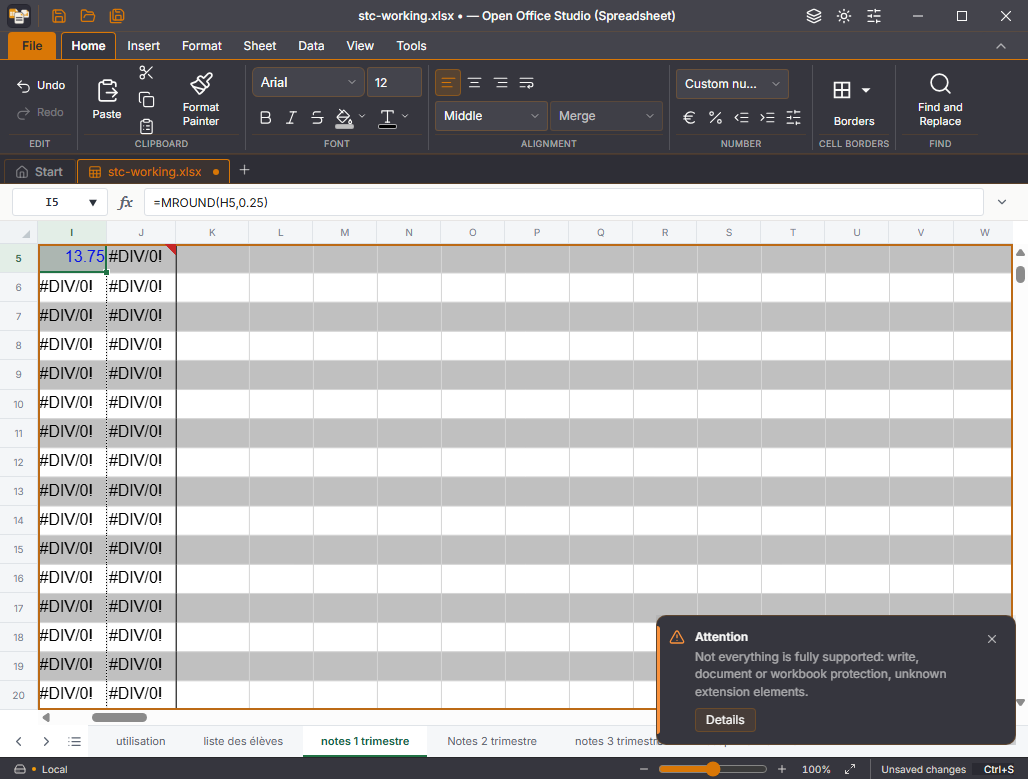 stc-working.xlsx • — Open Office Studio (Spreadsheet)
File Home Insert Format Sheet Data View Tools
Undo
Redo
Paste
Format
Painter
Arial 12
Middle Merge
Custom nu...
Borders
Find and
Replace
EDIT CLIPBOARD FONT ALIGNMENT NUMBER CELL BORDERS FIND
Start stc-working.xlsx
I5 fx =MROUND(H5,0.25)
I J K L M N O P Q R S T U V W
5 13.75 #DIV/0!
6 #DIV/0! #DIV/0!
7 #DIV/0! #DIV/0!
8 #DIV/0! #DIV/0!
9 #DIV/0! #DIV/0!
10 #DIV/0! #DIV/0!
11 #DIV/0! #DIV/0!
12 #DIV/0! #DIV/0!
13 #DIV/0! #DIV/0!
14 #DIV/0! #DIV/0!
15 #DIV/0! #DIV/0!
16 #DIV/0! #DIV/0!
17 #DIV/0! #DIV/0!
18 #DIV/0! #DIV/0!
19 #DIV/0! #DIV/0!
20 #DIV/0! #DIV/0!
Attention
Not everything is fully supported: write,
document or workbook protection, unknown
extension elements.
Details
utilisation liste des élèves notes 1 trimestre Notes 2 trimestre notes 3 trimestre
Local 100% Unsaved changes Ctrl+S